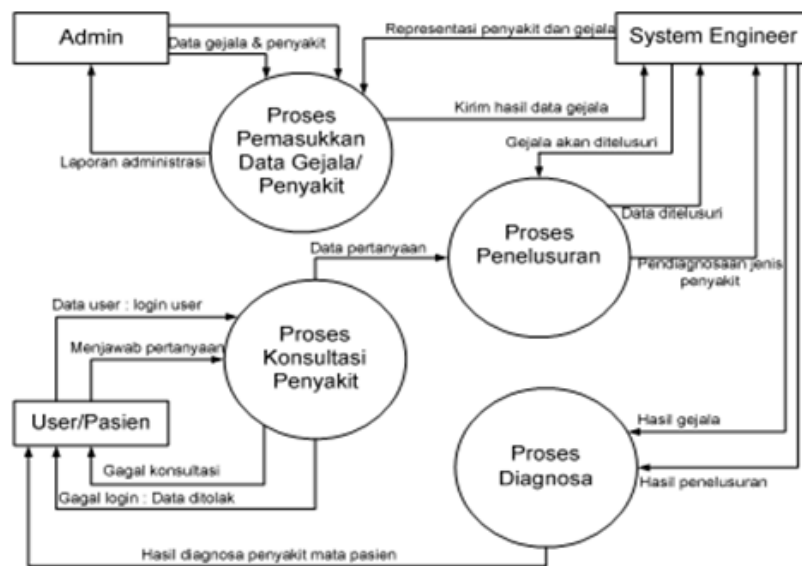 Admin
Data gejala & penyakit
Representasi penyakit dan gejala
System Engineer
Proses
Pemasukkan
Data Gejala/
Penyakit
Kirim hasil data gejala
Laporan administrasi
Gejala akan ditelusuri
Proses
Penelusuran
Data ditelusuri
Data pertanyaan
Pendiagnosaan jenis
penyakit
Data user : login user
Proses
Konsultasi
Penyakit
Menjawab pertanyaan
User/Pasien
Gagal konsultasi
Gagal login : Data ditolak
Proses
Diagnosa
Hasil gejala
Hasil penelusuran
Hasil diagnosa penyakit mata pasien